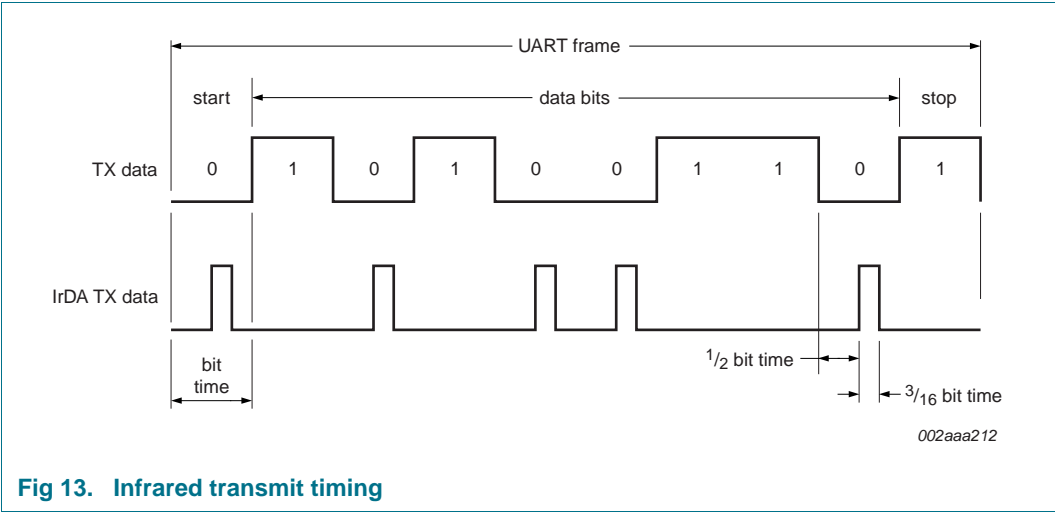 UART frame
start
data bits
stop
TX data 0 1 0 1 0 0 1 1 0 1
IrDA TX data
bit
time
1/2 bit time
3/16 bit time
002aaa212
Fig 13. Infrared transmit timing